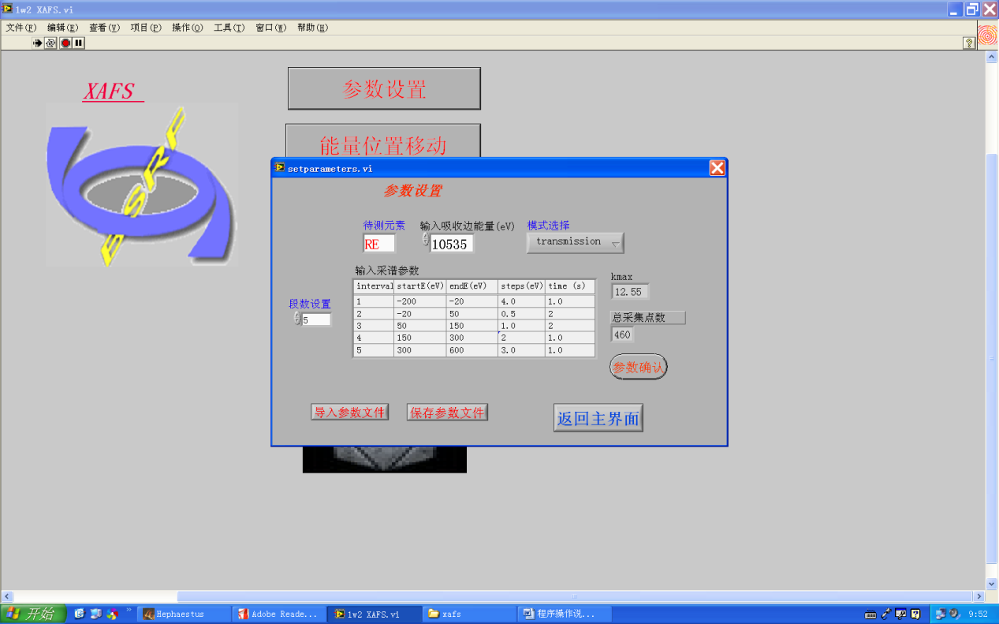 1w2 XAFS.vi
文件(F) 编辑(E) 查看(V) 项目(P) 操作(O) 工具(T) 窗口(W) 帮助(H)
XAFS
BSRF
参数设置
能量位置移动
setparameters.vi
参数设置
待测元素 输入吸收边能量(eV) 模式选择
RE 10535 transmission
输入采谱参数
interval startE(eV) endE(eV) steps(eV) time (s)
1 -200 -20 4.0 1.0
2 -20 50 0.5 2
3 50 150 1.0 2
4 150 300 2 1.0
5 300 600 3.0 1.0
段数设置
5
kmax
12.55
总采集点数
460
参数确认
导入参数文件 保存参数文件 返回主界面
开始 Hephaestus Adobe Reade... 1w2 XAFS.vi xafs 程序操作说... 9:52